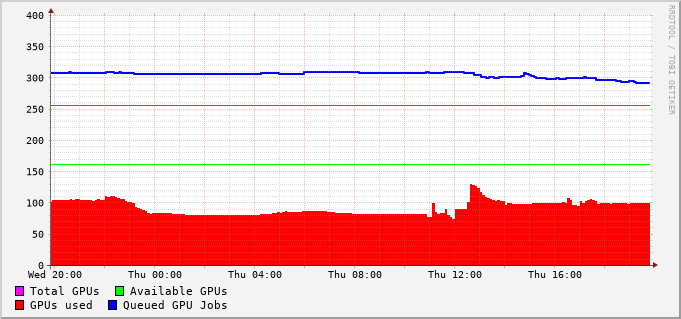 400
350
300
250
200
150
100
50
0
Wed 20:00 Thu 00:00 Thu 04:00 Thu 08:00 Thu 12:00 Thu 16:00
Total GPUs Available GPUs
GPUs used Queued GPU Jobs
RRDTOOL / TOBI OETIKER